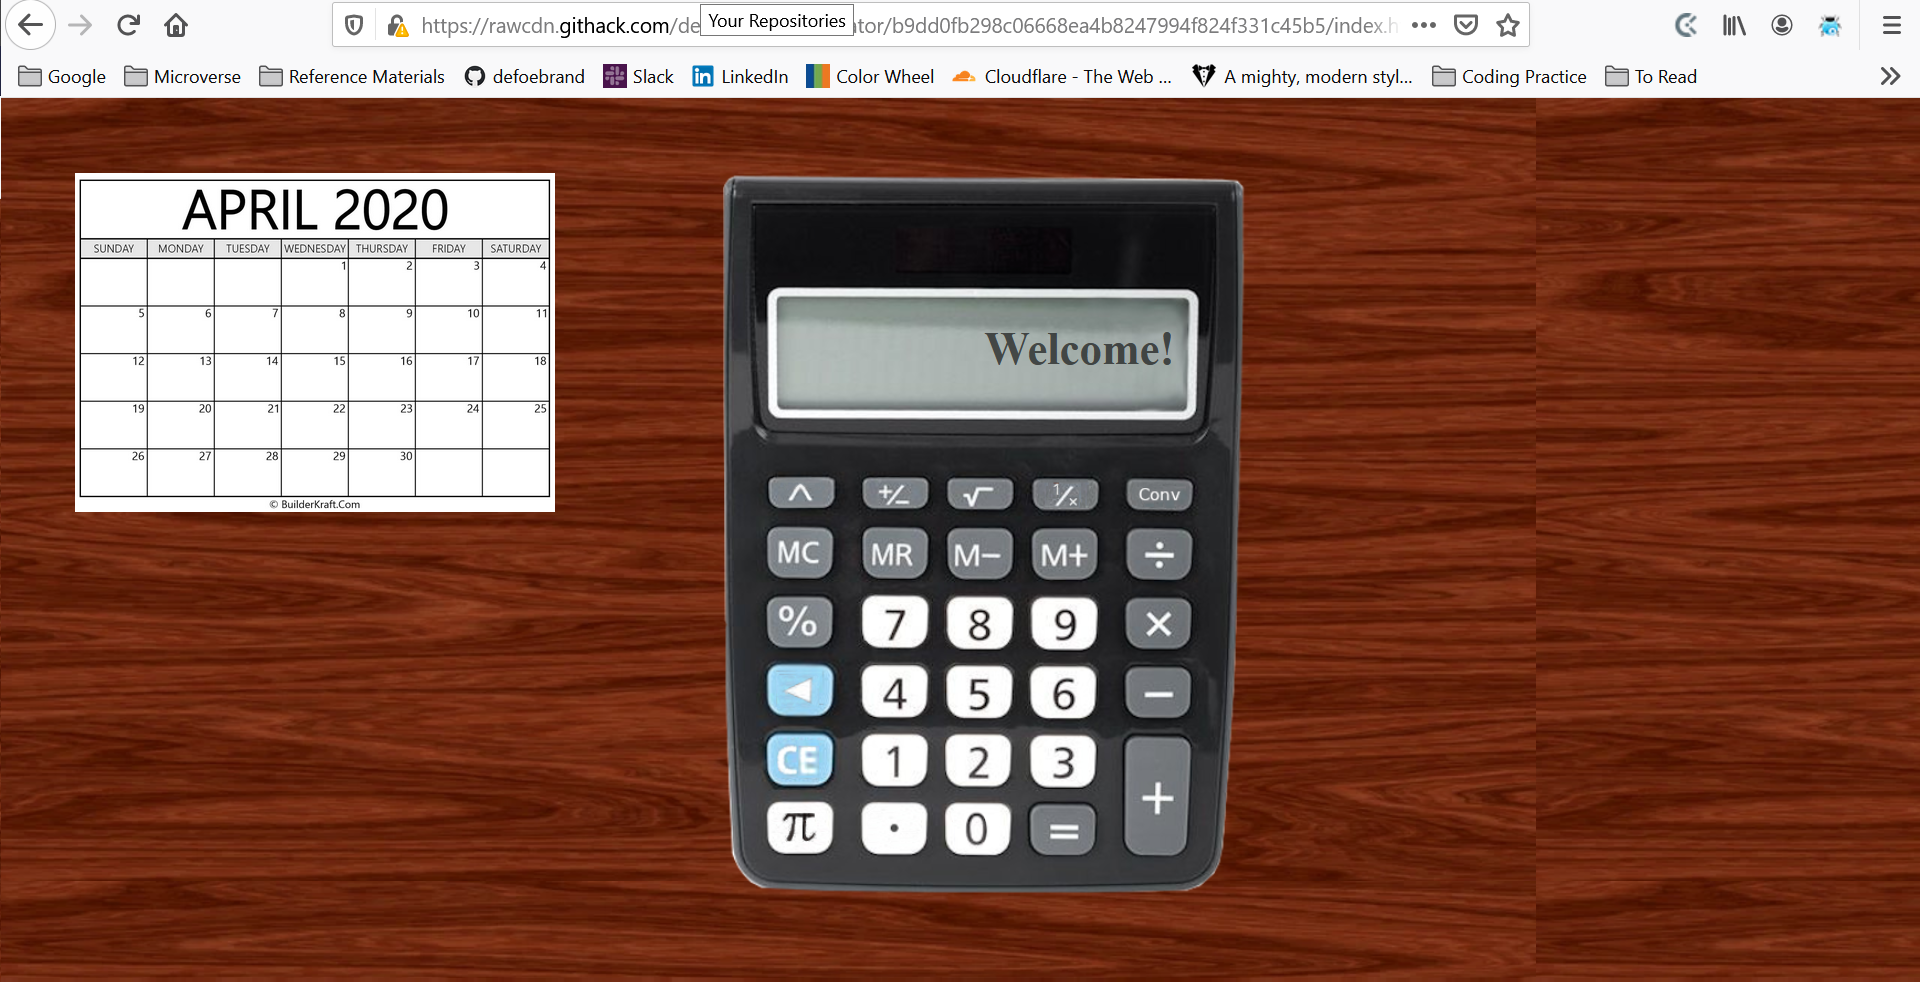 https://rawcdn.githack.com/de
Your Repositories
ator/b9dd0fb298c06668ea4b8247994f824f331c45b5/index.h
Google Microverse Reference Materials defoebrand Slack LinkedIn Color Wheel Cloudflare - The Web ... A mighty, modern styl... Coding Practice To Read
APRIL 2020
SUNDAY MONDAY TUESDAY WEDNESDAY THURSDAY FRIDAY SATURDAY
1 2 3 4
5 6 7 8 9 10 11
12 13 14 15 16 17 18
19 20 21 22 23 24 25
26 27 28 29 30
© BuilderKraft.Com
Welcome!
^ +/− √ 1/x Conv
MC MR M− M+ ÷
% 7 8 9 ×
◀ 4 5 6 −
CE 1 2 3 +
π . 0 =